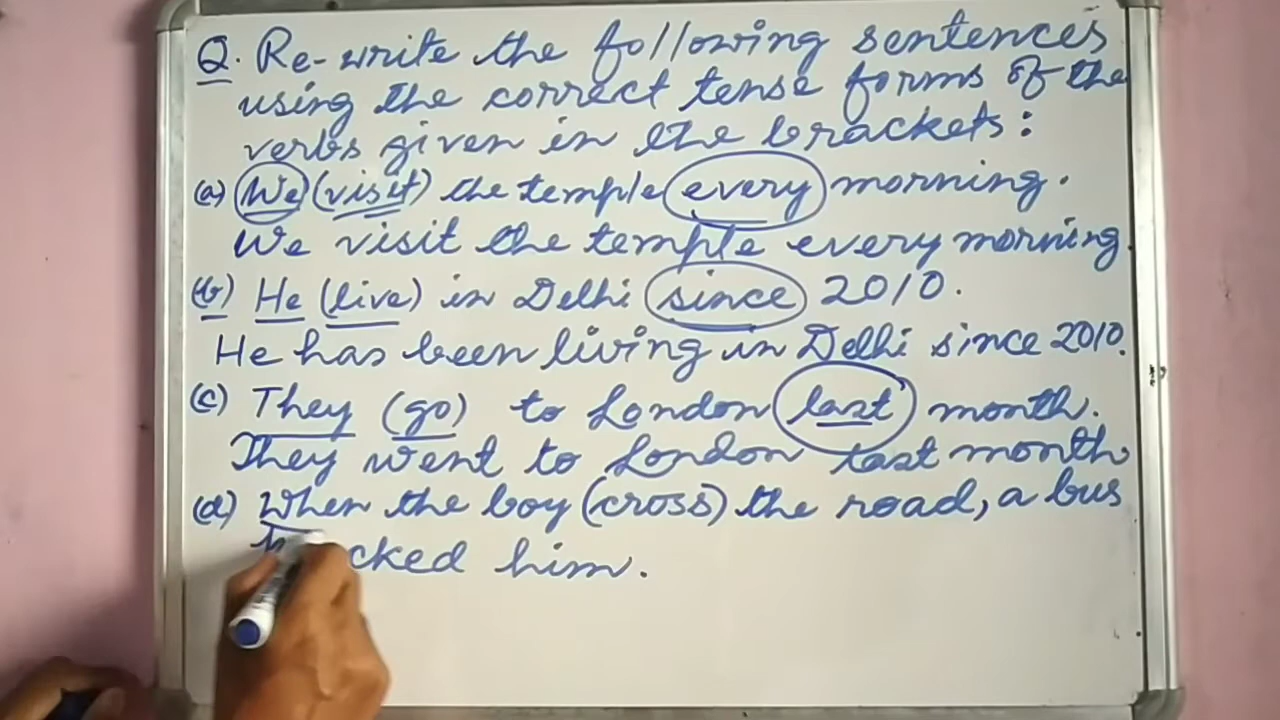 Q. Re-write the following sentences
using the correct tense forms of the
verbs given in the brackets:
(a) We (visit) the temple every morning.
We visit the temple every morning
(b) He (live) in Delhi since 2010.
He has been living in Delhi since 2010.
(c) They (go) to London last month.
They went to London last month
(d) When the boy (cross) the road, a bus
cked him.